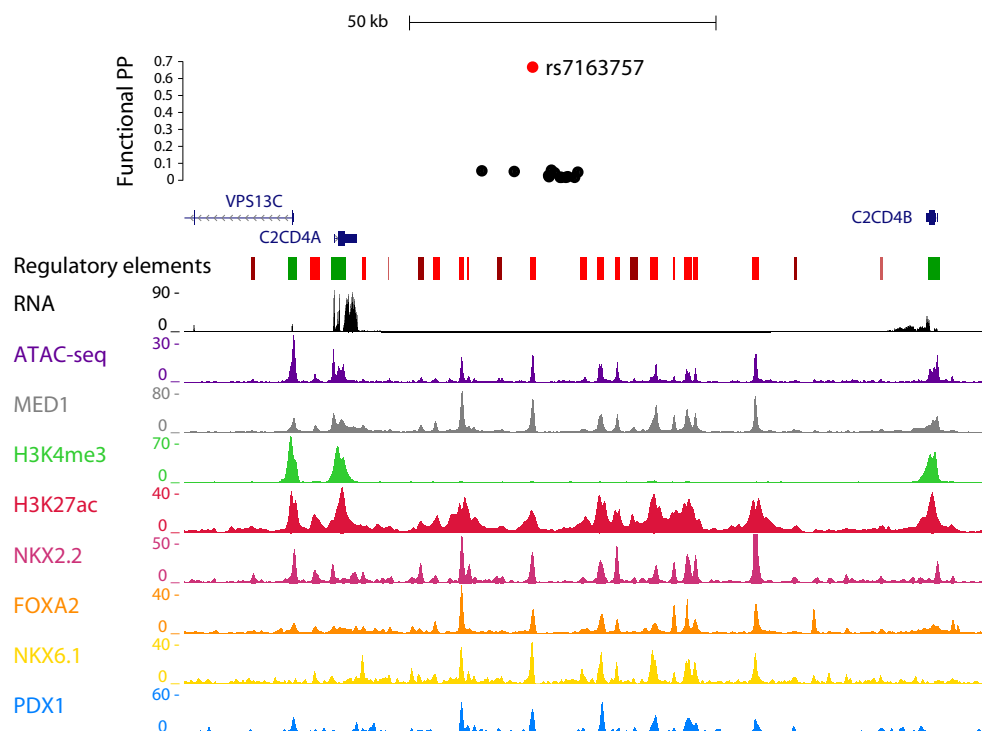 50 kb
rs7163757
Functional PP
0.7
0.6
0.5
0.4
0.3
0.2
0.1
0
VPS13C
C2CD4B
C2CD4A
Regulatory elements
RNA
90 -
0 _
ATAC-seq
30 -
0 _
MED1
80 -
0 _
H3K4me3
70 -
0 _
H3K27ac
40 -
0 _
NKX2.2
50 -
0 _
FOXA2
40 -
0 _
NKX6.1
40 -
0 _
PDX1
60 -
0